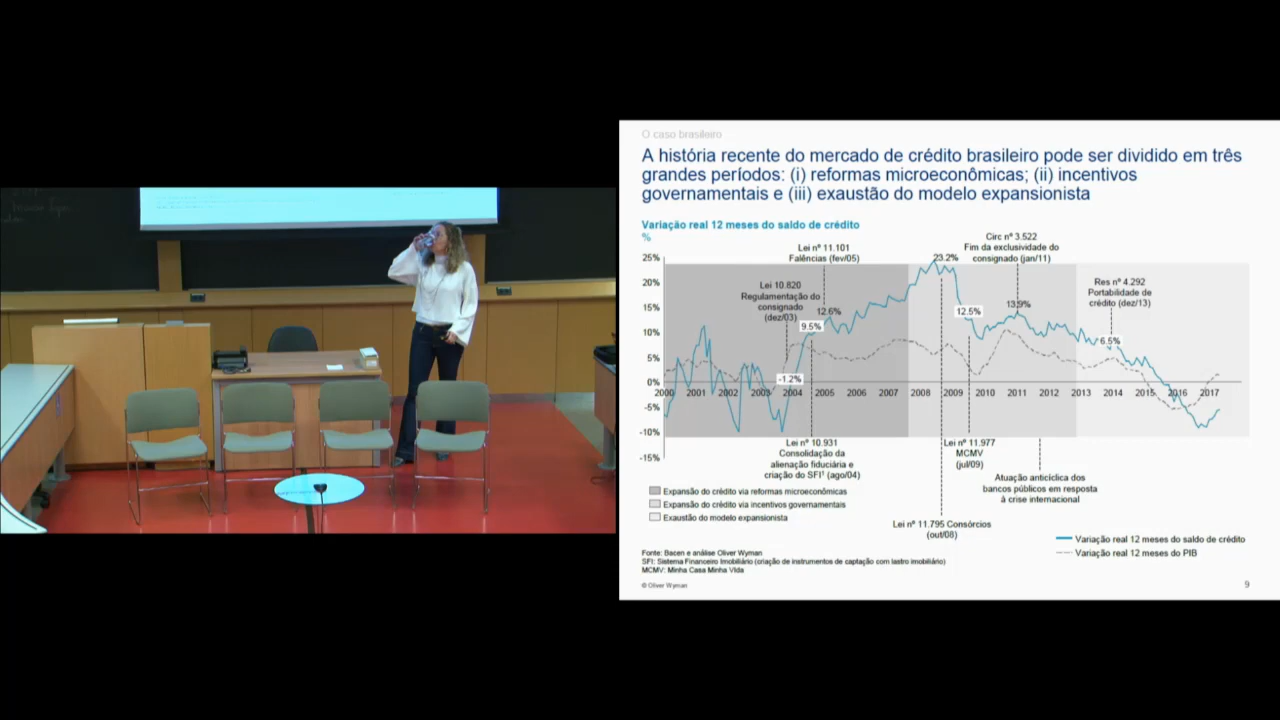 O caso brasileiro
A história recente do mercado de crédito brasileiro pode ser dividido em três
grandes períodos: (i) reformas microeconômicas; (ii) incentivos
governamentais e (iii) exaustão do modelo expansionista
Variação real 12 meses do saldo de crédito
%
Lei nº 11.101
Falências (fev/05)
Circ nº 3.522
Fim da exclusividade do
consignado (jan/11)
Lei 10.820
Regulamentação do
consignado
(dez/03)
Res nº 4.292
Portabilidade de
crédito (dez/13)
25%
20%
15%
10%
5%
0%
-5%
-10%
-15%
-1.2%
9.5%
12.6%
23.2%
12.5%
13,9%
6.5%
2000 2001 2002 2003 2004 2005 2006 2007 2008 2009 2010 2011 2012 2013 2014 2015 2016 2017
Lei nº 10.931
Consolidação da
alienação fiduciária e
criação do SFI¹ (ago/04)
Lei nº 11.977
MCMV
(jul/09)
Atuação anticíclica dos
bancos públicos em resposta
à crise internacional
Lei nº 11.795 Consórcios
(out/08)
Expansão do crédito via reformas microeconômicas
Expansão do crédito via incentivos governamentais
Exaustão do modelo expansionista
Variação real 12 meses do saldo de crédito
Variação real 12 meses do PIB
Fonte: Bacen e análise Oliver Wyman
SFI: Sistema Financeiro Imobiliário (criação de instrumentos de captação com lastro imobiliário)
MCMV: Minha Casa Minha Vida
© Oliver Wyman
9